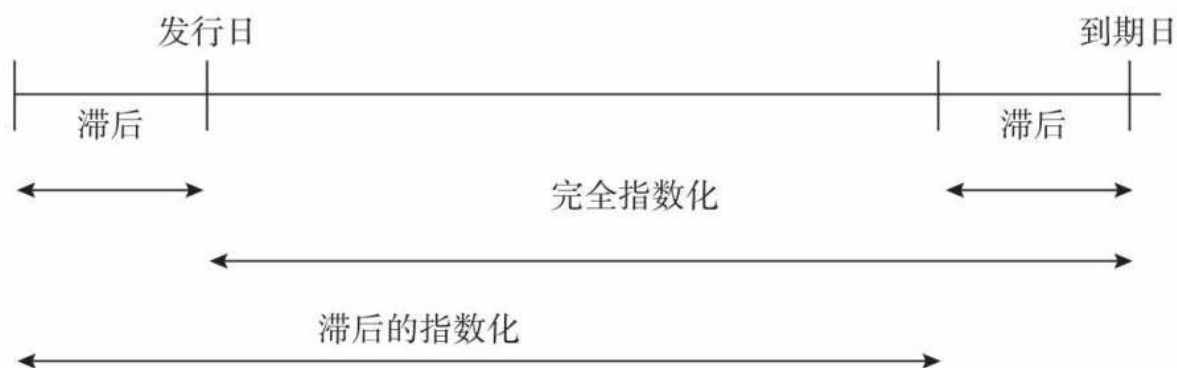 发行日 到期日
滞后 滞后
完全指数化
滞后的指数化